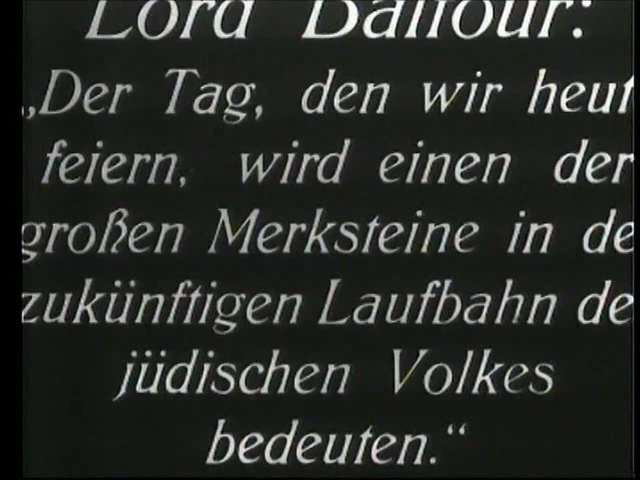 Lord Balfour:
„Der Tag, den wir heut
feiern, wird einen der
großen Merksteine in de
zukünftigen Laufbahn de
jüdischen Volkes
bedeuten.“